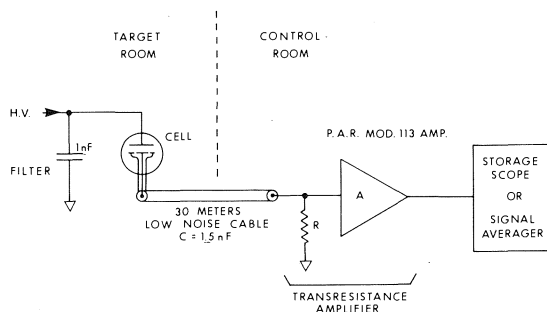 TARGET
ROOM
CONTROL
ROOM
H.V.
CELL
1nF
FILTER
P.A.R. MOD. 113 AMP.
A
R
STORAGE
SCOPE
OR
SIGNAL
AVERAGER
30 METERS
LOW NOISE CABLE
C = 1.5 nF
TRANSRESISTANCE
AMPLIFIER